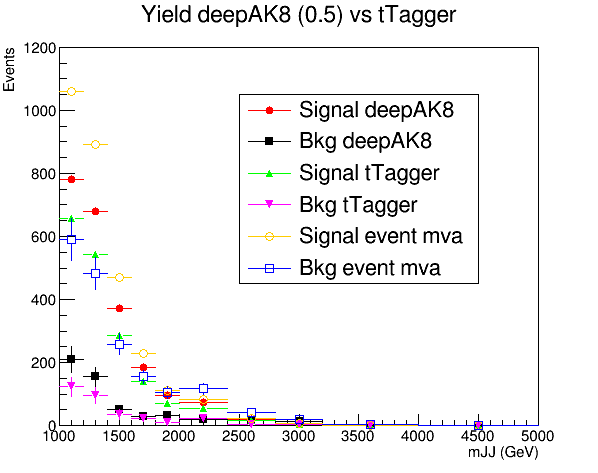 Yield deepAK8 (0.5) vs tTagger
Events
1200
1000
800
600
400
200
0
Signal deepAK8
Bkg deepAK8
Signal tTagger
Bkg tTagger
Signal event mva
Bkg event mva
1000 1500 2000 2500 3000 3500 4000 4500 5000
mJJ (GeV)